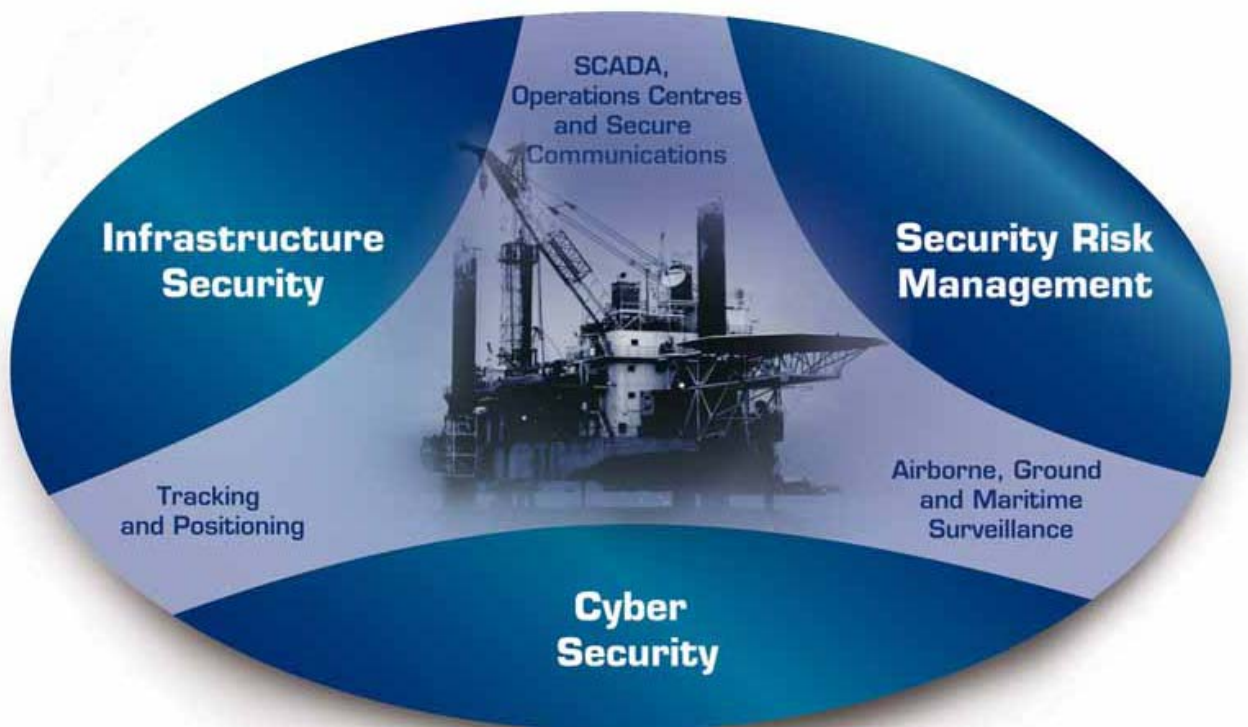 SCADA,
Operations Centres
and Secure
Communications
Infrastructure
Security
Security Risk
Management
Tracking
and Positioning
Airborne, Ground
and Maritime
Surveillance
Cyber
Security